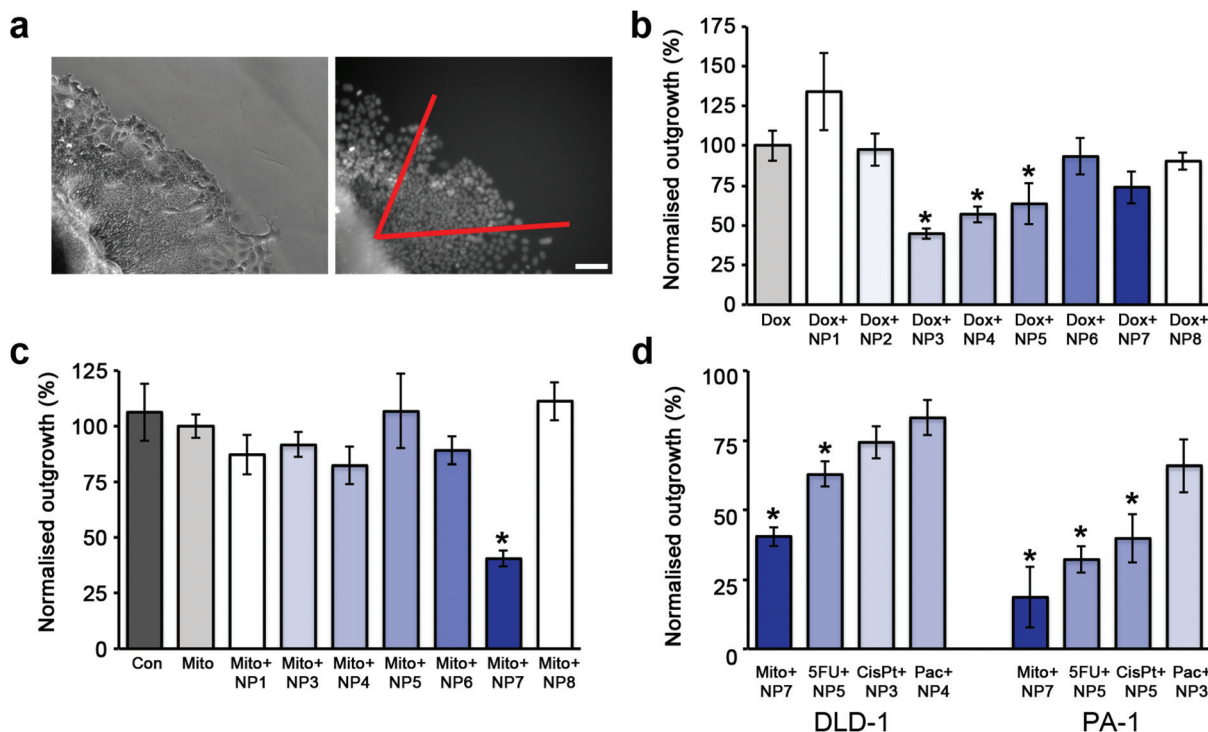 a
b
Normalised outgrowth (%)
175
150
125
100
75
50
25
0
*
*
*
Dox
Dox+
NP1
Dox+
NP2
Dox+
NP3
Dox+
NP4
Dox+
NP5
Dox+
NP6
Dox+
NP7
Dox+
NP8
c
Normalised outgrowth (%)
125
100
75
50
25
0
*
Con
Mito
Mito+
NP1
Mito+
NP3
Mito+
NP4
Mito+
NP5
Mito+
NP6
Mito+
NP7
Mito+
NP8
d
Normalised outgrowth (%)
100
75
50
25
0
*
*
*
*
*
Mito+
NP7
5FU+
NP5
CisPt+
NP3
Pac+
NP4
DLD-1
Mito+
NP7
5FU+
NP5
CisPt+
NP5
Pac+
NP3
PA-1